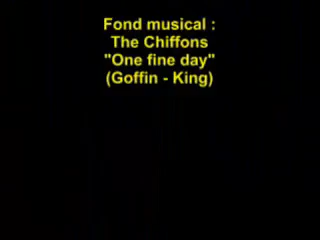 Fond musical :
The Chiffons
"One fine day"
(Goffin - King)